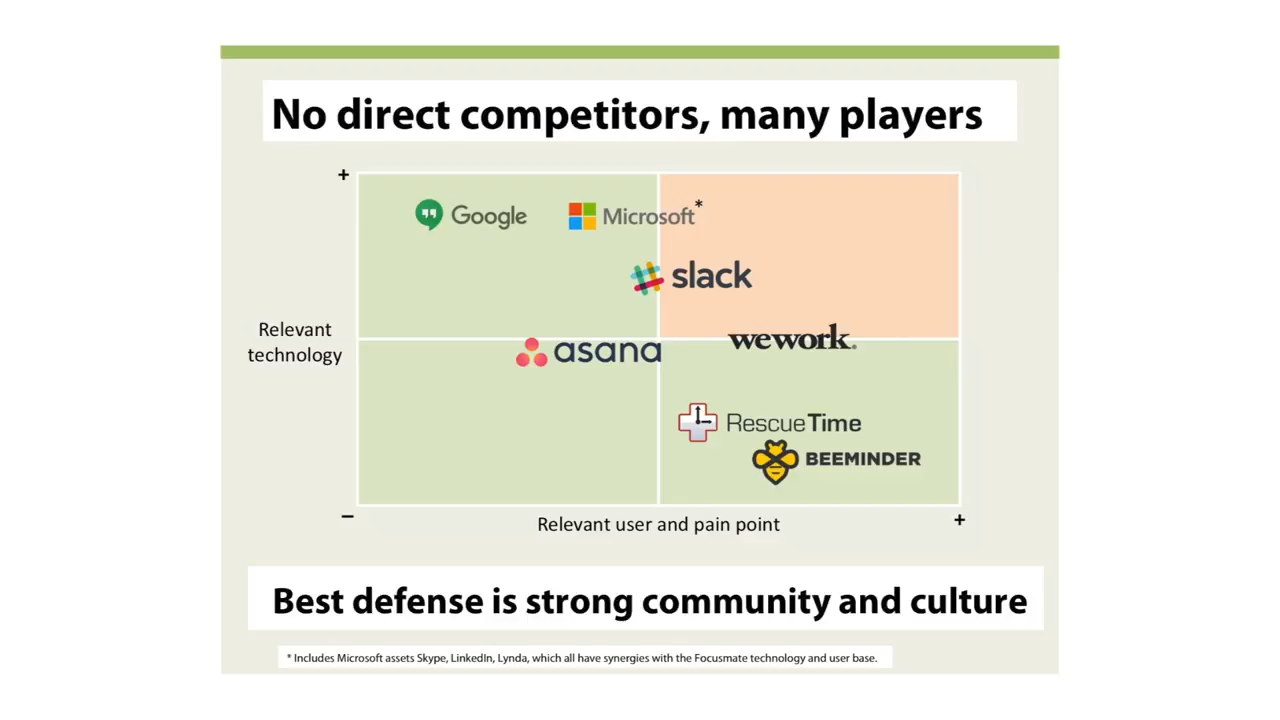 No direct competitors, many players
+
Google
Microsoft*
slack
Relevant
technology
wework.
asana
RescueTime
BEEMINDER
–
Relevant user and pain point
+
Best defense is strong community and culture
* Includes Microsoft assets Skype, LinkedIn, Lynda, which all have synergies with the Focusmate technology and user base.